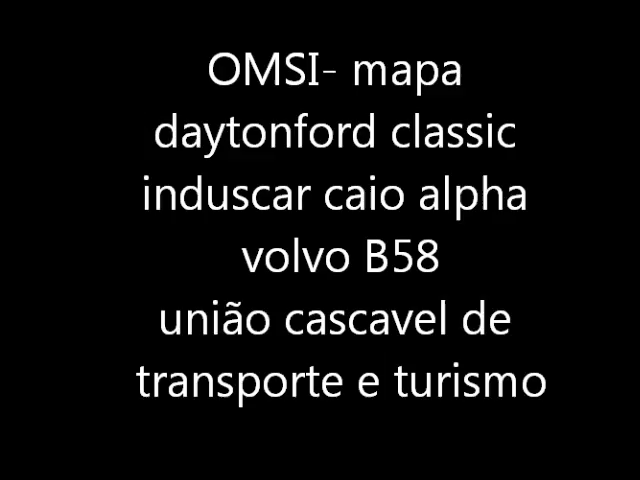 OMSI- mapa
daytonford classic
induscar caio alpha
volvo B58
união cascavel de
transporte e turismo